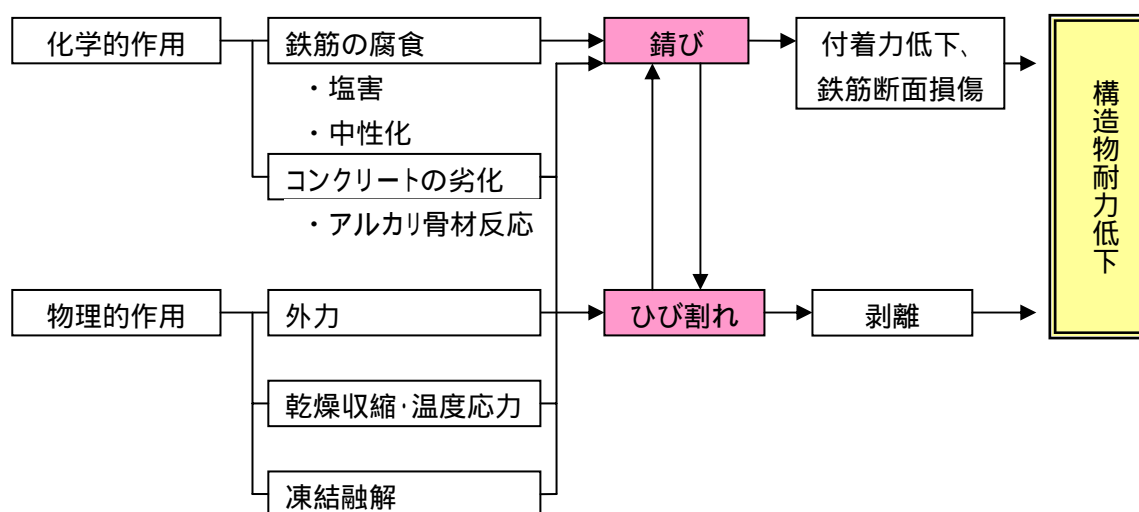 化学的作用
鉄筋の腐食
・塩害
・中性化
コンクリートの劣化
・アルカリ骨材反応
錆び
付着力低下、
鉄筋断面損傷
構造物耐力低下
物理的作用
外力
ひび割れ
剥離
乾燥収縮・温度応力
凍結融解